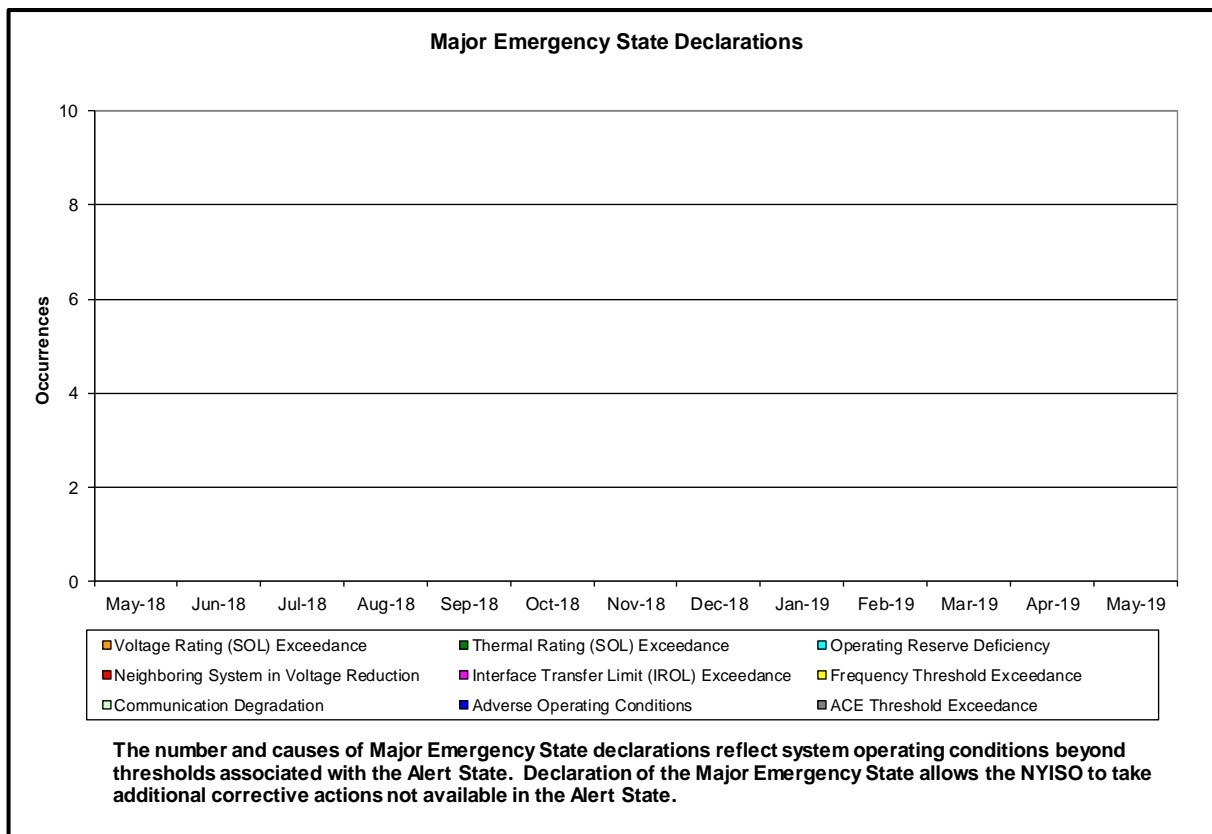 Major Emergency State Declarations
10
8
6
4
2
0
Occurrences
May-18 Jun-18 Jul-18 Aug-18 Sep-18 Oct-18 Nov-18 Dec-18 Jan-19 Feb-19 Mar-19 Apr-19 May-19
Voltage Rating (SOL) Exceedance Thermal Rating (SOL) Exceedance Operating Reserve Deficiency
Neighboring System in Voltage Reduction Interface Transfer Limit (IROL) Exceedance Frequency Threshold Exceedance
Communication Degradation Adverse Operating Conditions ACE Threshold Exceedance
The number and causes of Major Emergency State declarations reflect system operating conditions beyond
thresholds associated with the Alert State.  Declaration of the Major Emergency State allows the NYISO to take
additional corrective actions not available in the Alert State.